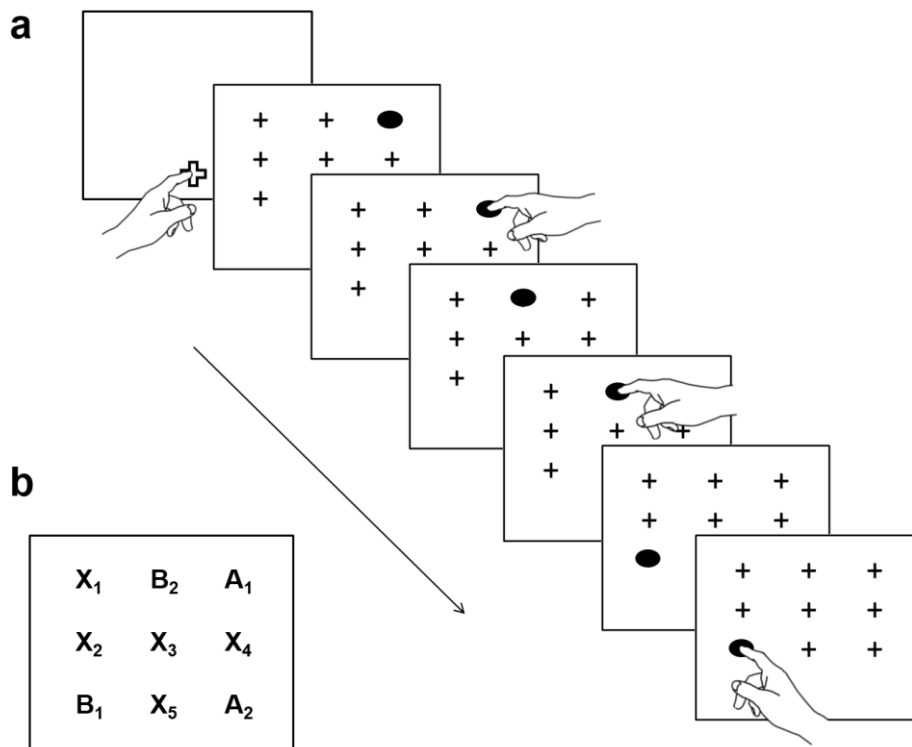 a
b
X₁ B₂ A₁
X₂ X₃ X₄
B₁ X₅ A₂